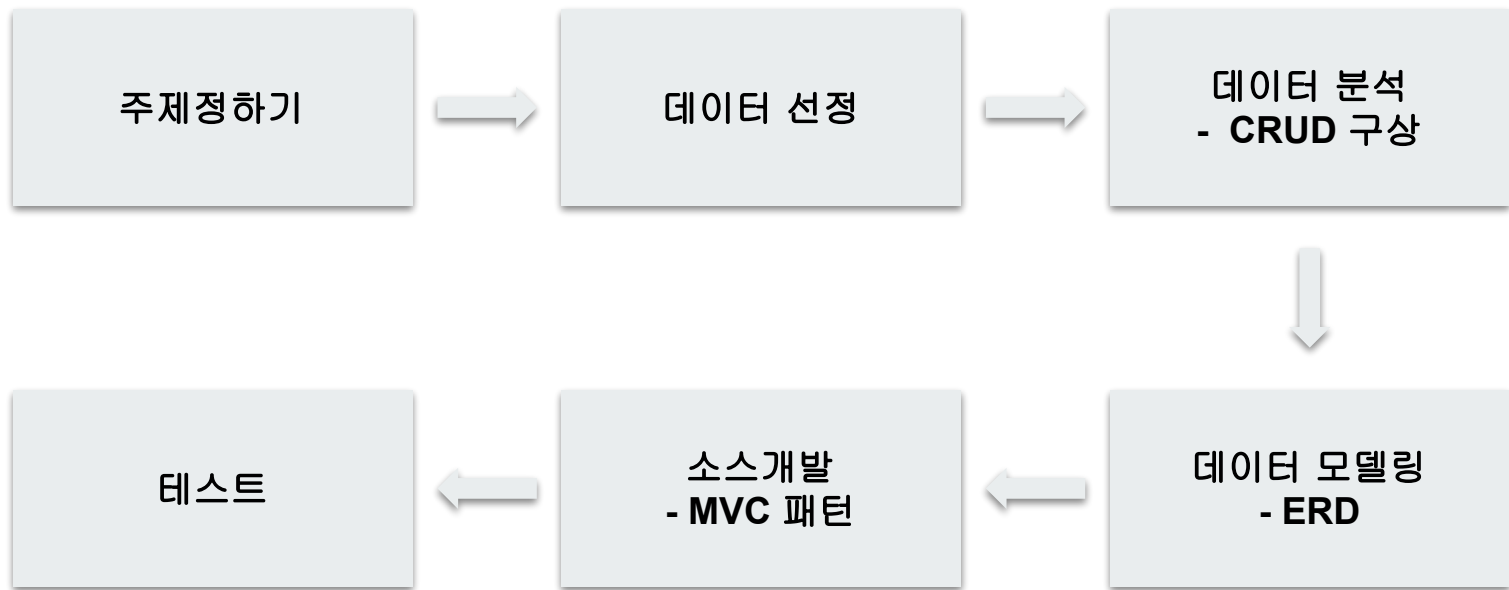 주제정하기
데이터 선정
데이터 분석
- CRUD 구상
데이터 모델링
- ERD
소스개발
- MVC 패턴
테스트